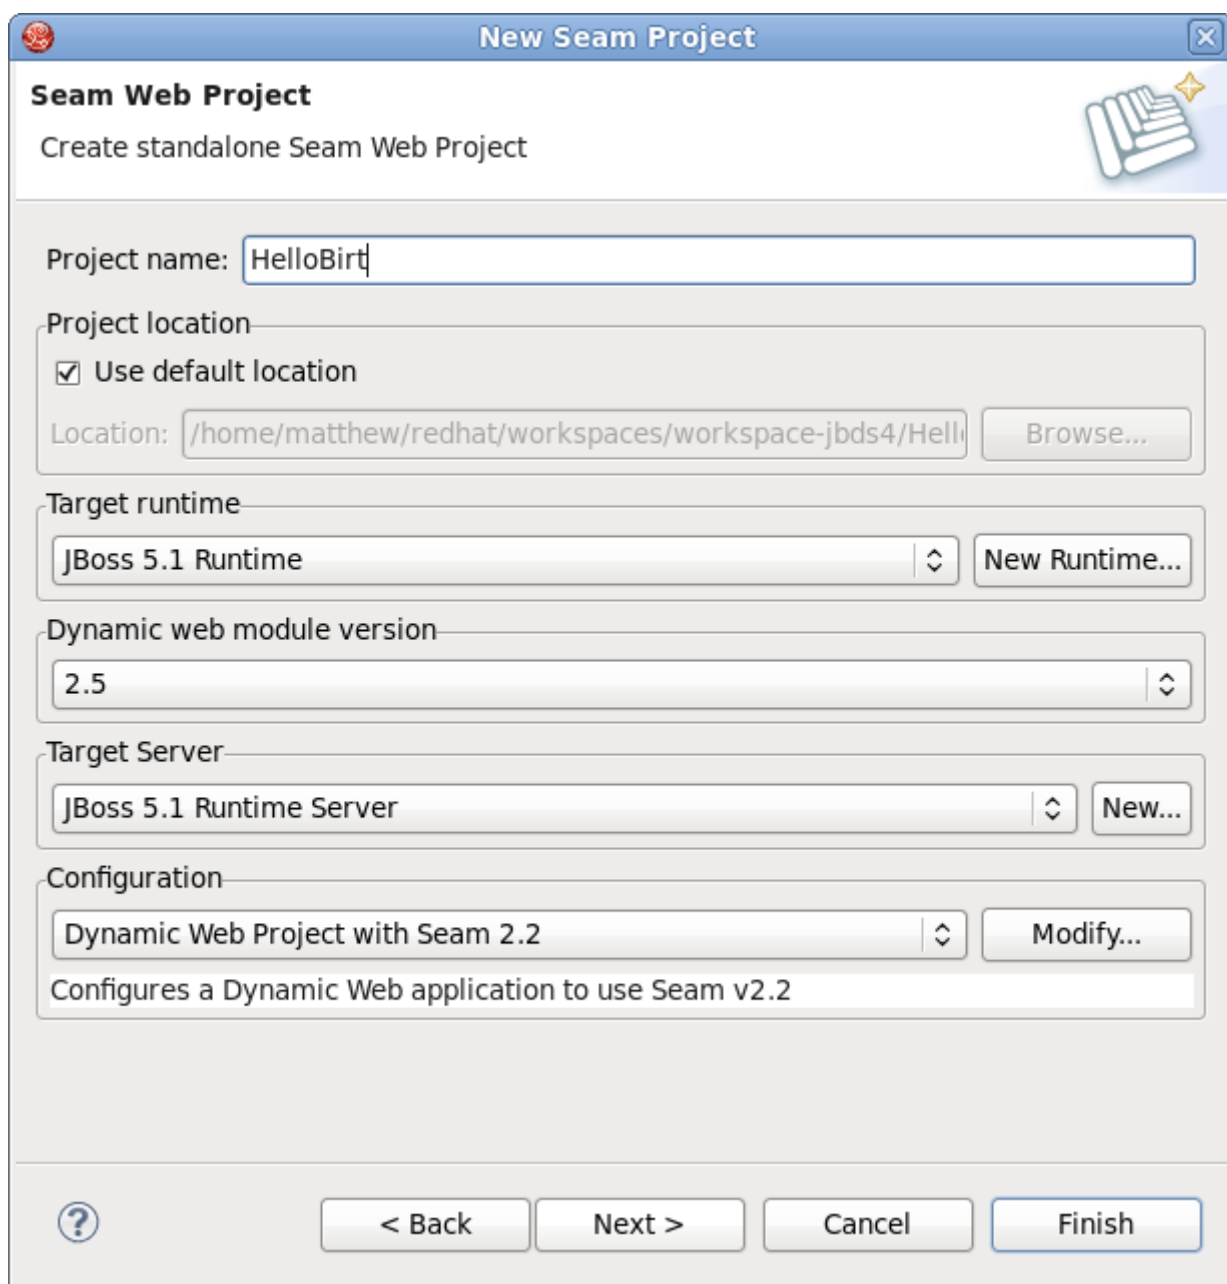 New Seam Project
Seam Web Project
Create standalone Seam Web Project
Project name: HelloBirt
Project location
Use default location
Location: /home/matthew/redhat/workspaces/workspace-jbds4/Hell Browse...
Target runtime
JBoss 5.1 Runtime New Runtime...
Dynamic web module version
2.5
Target Server
JBoss 5.1 Runtime Server New...
Configuration
Dynamic Web Project with Seam 2.2 Modify...
Configures a Dynamic Web application to use Seam v2.2
? < Back Next > Cancel Finish